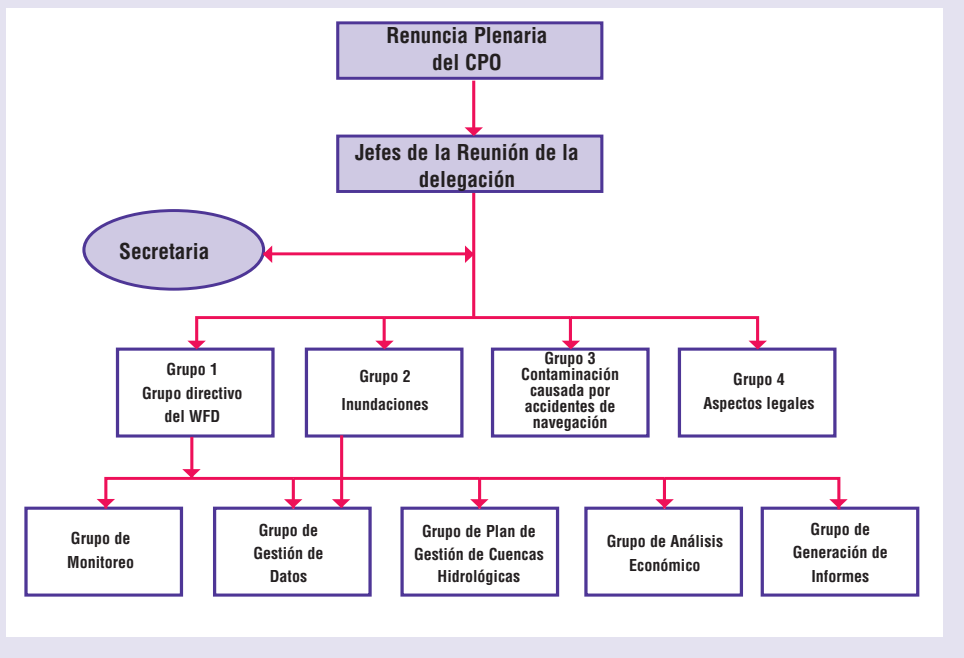 Renuncia Plenaria
del CPO
Jefes de la Reunión de la
delegación
Secretaria
Grupo 1
Grupo directivo
del WFD
Grupo 2
Inundaciones
Grupo 3
Contaminación
causada por
accidentes de
navegación
Grupo 4
Aspectos legales
Grupo de
Monitoreo
Grupo de
Gestión de
Datos
Grupo de Plan de
Gestión de Cuencas
Hidrológicas
Grupo de Análisis
Económico
Grupo de
Generación de
Informes